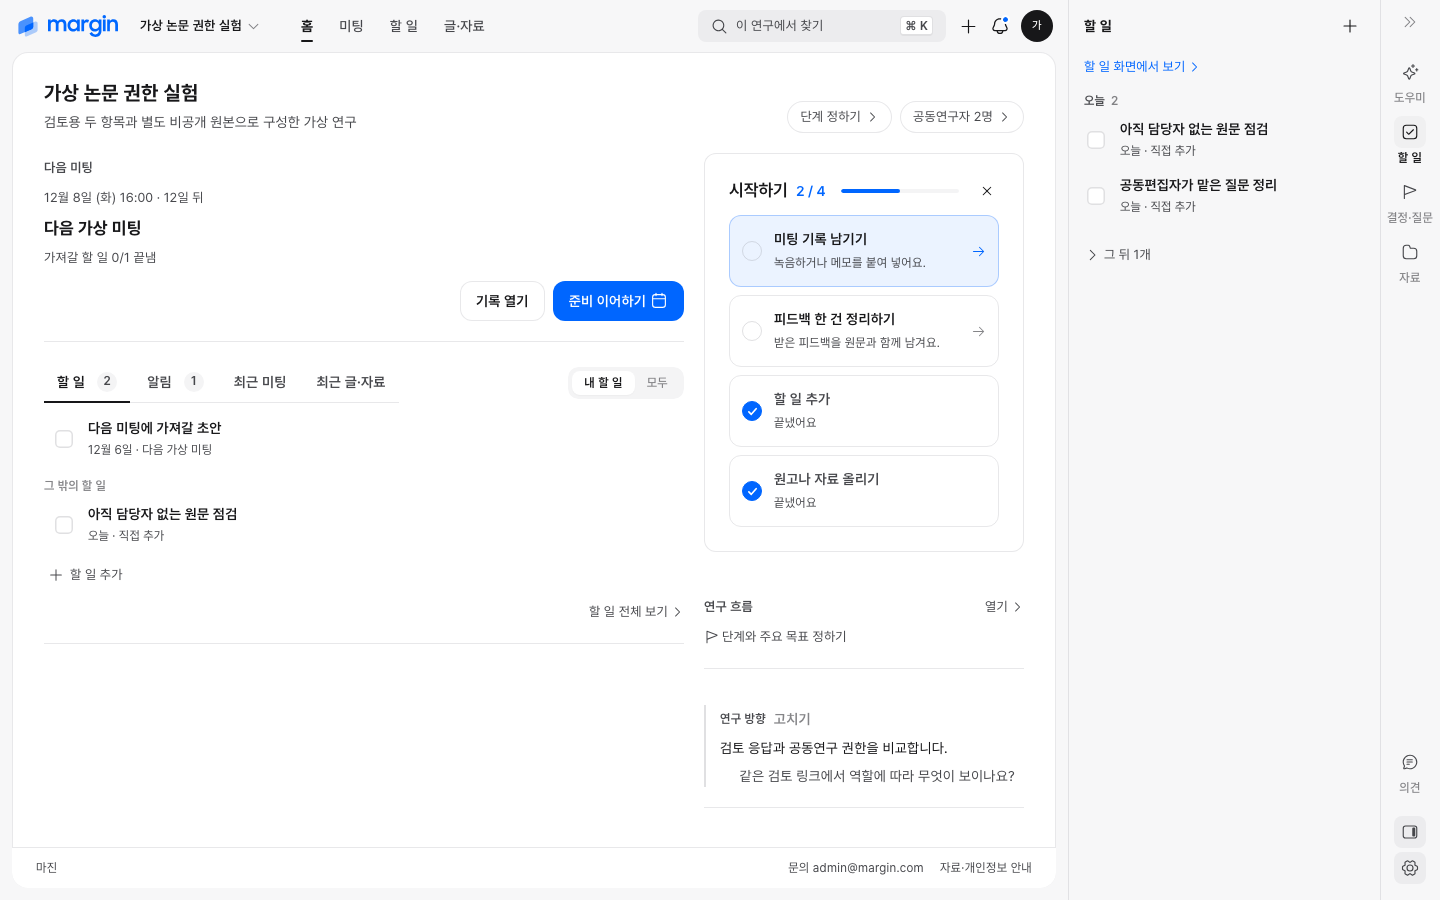 margin
가상 논문 권한 실험
홈
미팅
할 일
글·자료
이 연구에서 찾기
⌘ K
가
가상 논문 권한 실험
검토용 두 항목과 별도 비공개 원본으로 구성한 가상 연구
단계 정하기
공동연구자 2명
다음 미팅
12월 8일 (화) 16:00 · 12일 뒤
다음 가상 미팅
가져갈 할 일 0/1 끝냄
기록 열기
준비 이어하기
할 일 2
알림 1
최근 미팅
최근 글·자료
내 할 일
모두
다음 미팅에 가져갈 초안
12월 6일 · 다음 가상 미팅
그 밖의 할 일
아직 담당자 없는 원문 점검
오늘 · 직접 추가
할 일 추가
할 일 전체 보기
시작하기 2 / 4
미팅 기록 남기기
녹음하거나 메모를 붙여 넣어요.
피드백 한 건 정리하기
받은 피드백을 원문과 함께 남겨요.
할 일 추가
끝냈어요
원고나 자료 올리기
끝냈어요
연구 흐름
열기
단계와 주요 목표 정하기
연구 방향 고치기
검토 응답과 공동연구 권한을 비교합니다.
같은 검토 링크에서 역할에 따라 무엇이 보이나요?
마진
문의 admin@margin.com
자료·개인정보 안내
할 일
할 일 화면에서 보기
오늘 2
아직 담당자 없는 원문 점검
오늘 · 직접 추가
공동편집자가 맡은 질문 정리
오늘 · 직접 추가
그 뒤 1개
도우미
할 일
결정·질문
자료
의견